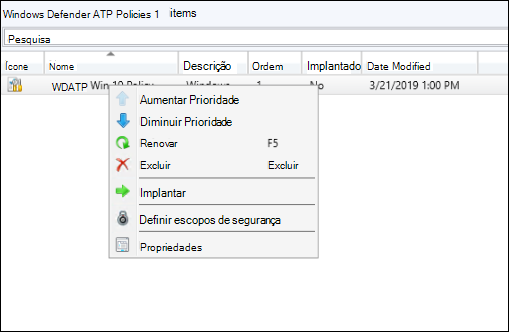 Windows Defender ATP Policies 1 items
Pesquisa
Ícone Nome Descrição Ordem Implantado Date Modified
WDATP Win 10 Policy Windows 1 No 3/21/2019 1:00 PM
Aumentar Prioridade
Diminuir Prioridade
Renovar F5
Excluir Excluir
Implantar
Definir escopos de segurança
Propriedades